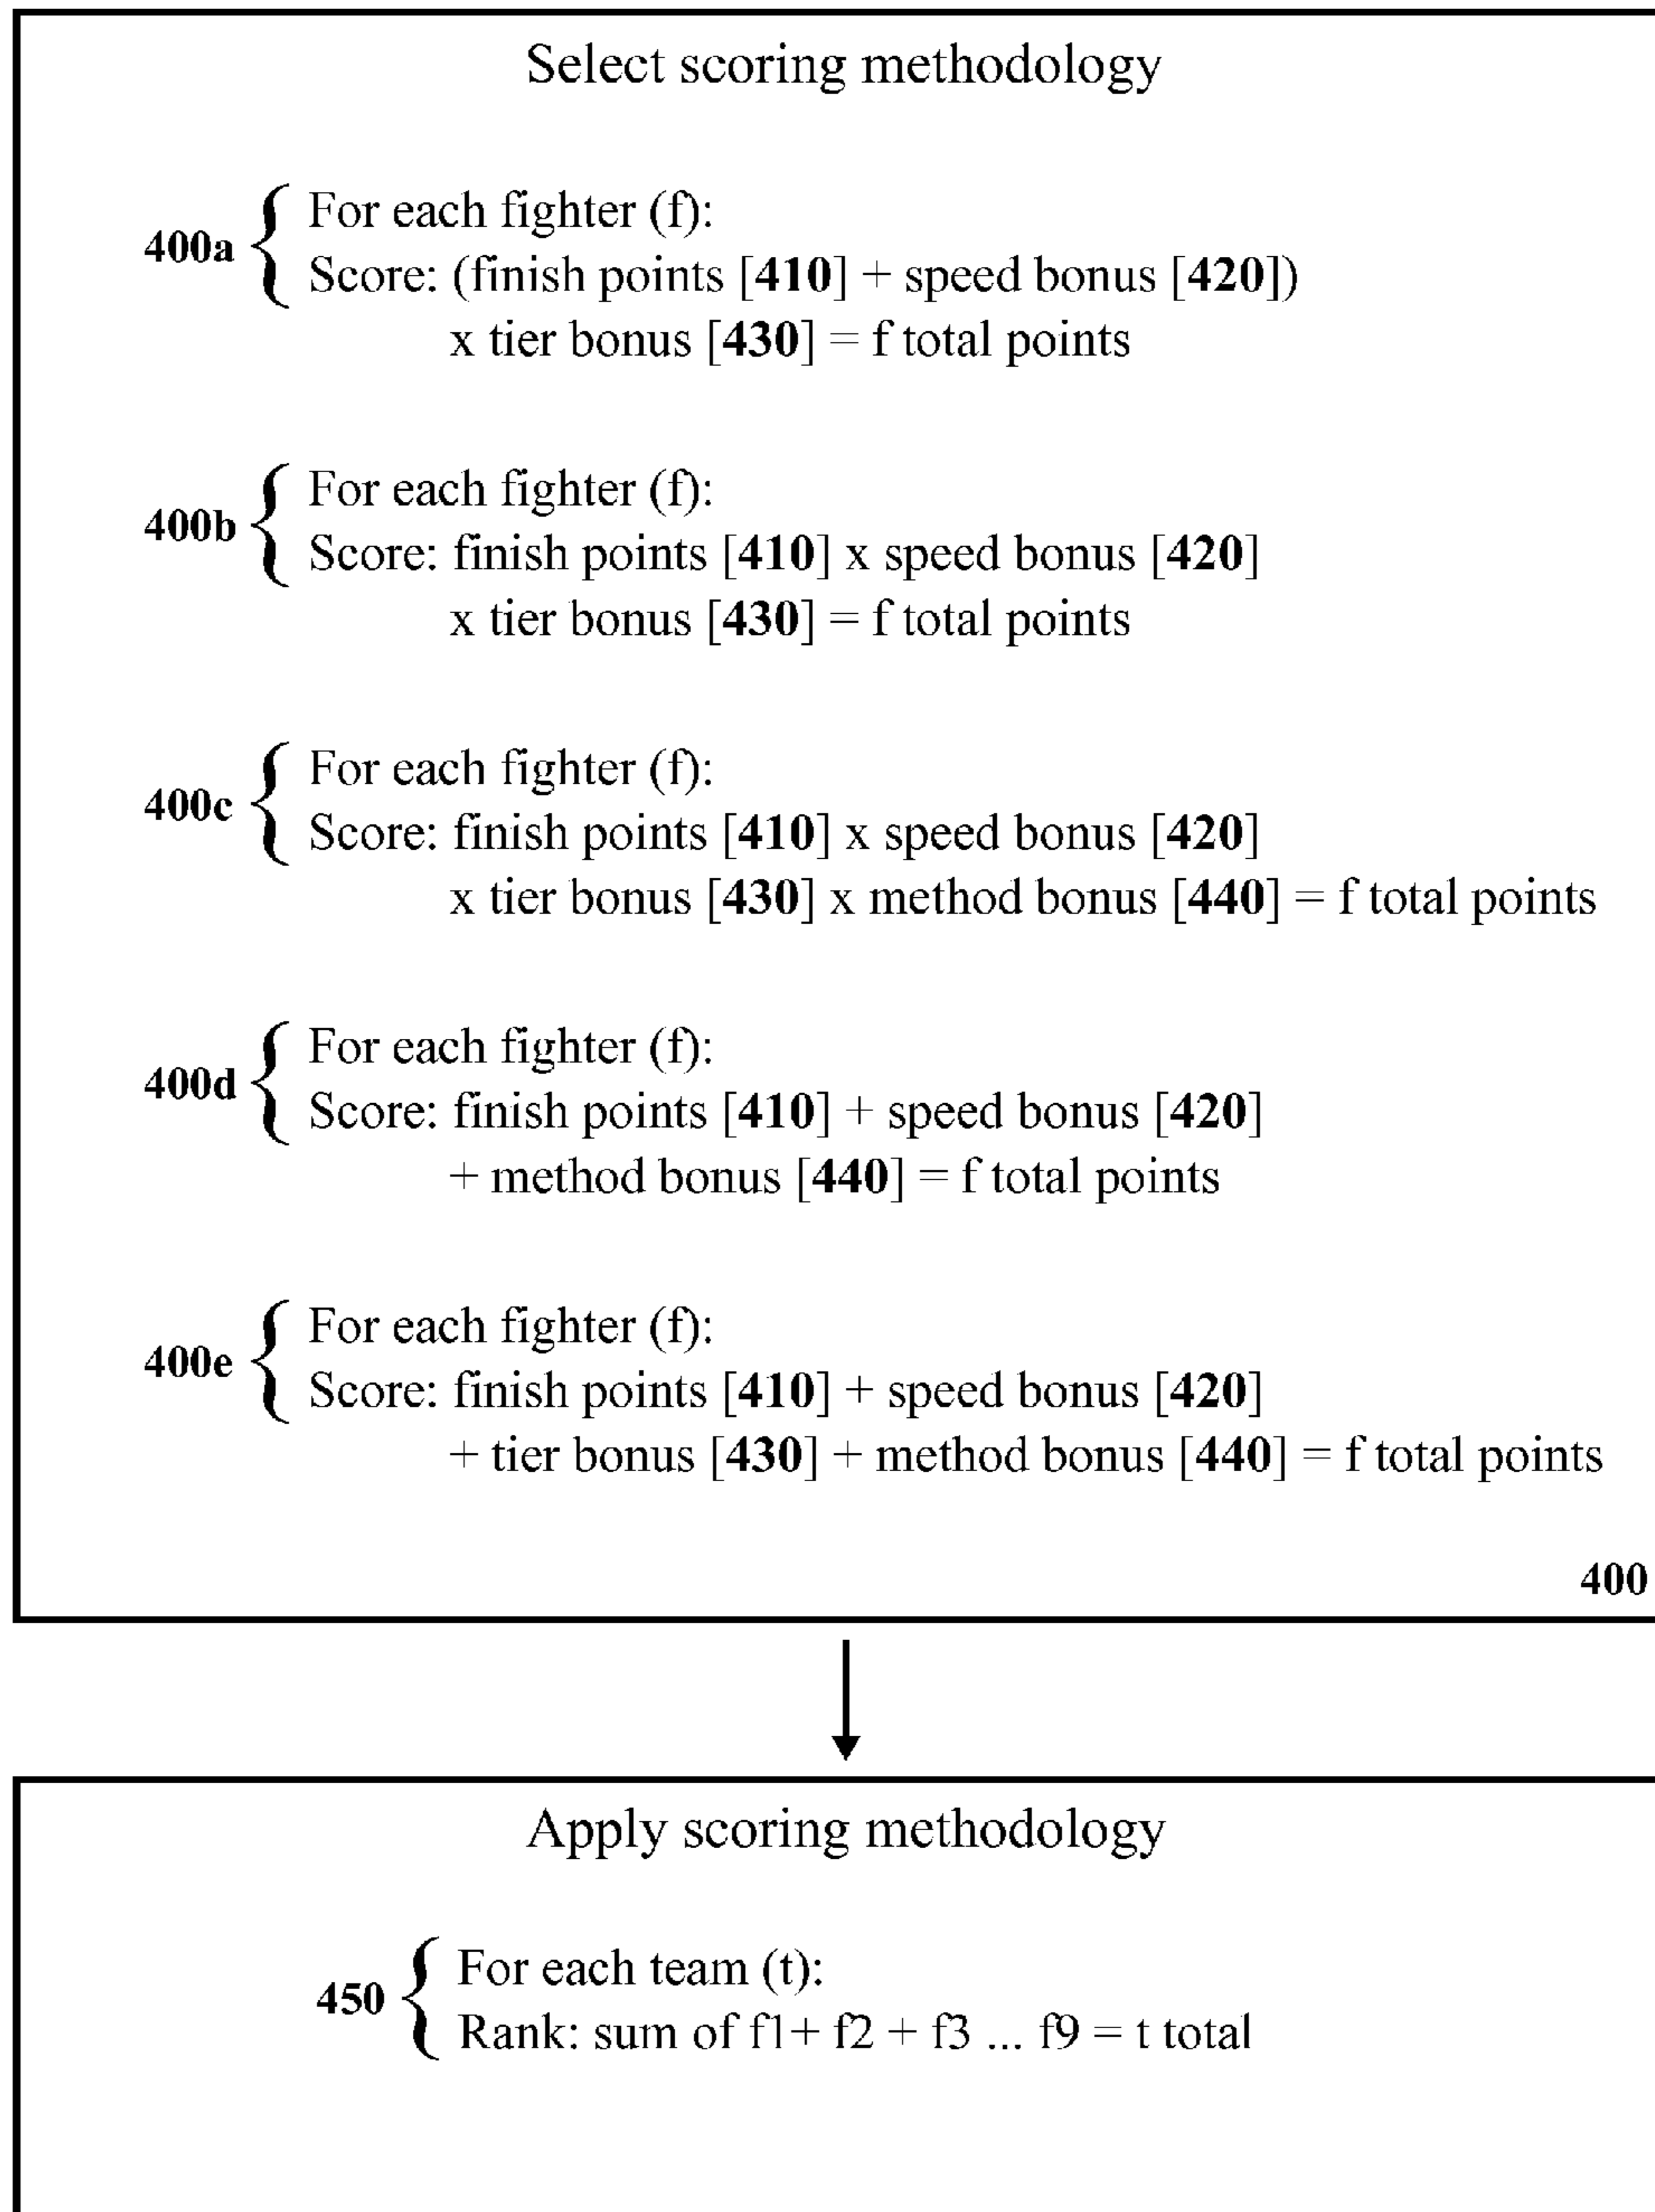 Select scoring methodology
For each fighter (f):
400a
Score: (finish points [410] + speed bonus [420])
x tier bonus [430] = f total points
For each fighter (f):
400b
Score: finish points [410] x speed bonus [420]
x tier bonus [430] = f total points
For each fighter (f):
400c
Score: finish points [410] x speed bonus [420]
x tier bonus [430] x method bonus [440] = f total points
For each fighter (f):
400d
Score: finish points [410] + speed bonus [420]
+ method bonus [440] = f total points
For each fighter (f):
400e
Score: finish points [410] + speed bonus [420]
+ tier bonus [430] + method bonus [440] = f total points
400
Apply scoring methodology
For each team (t):
450
Rank: sum of f1+ f2 + f3 ... f9 = t total